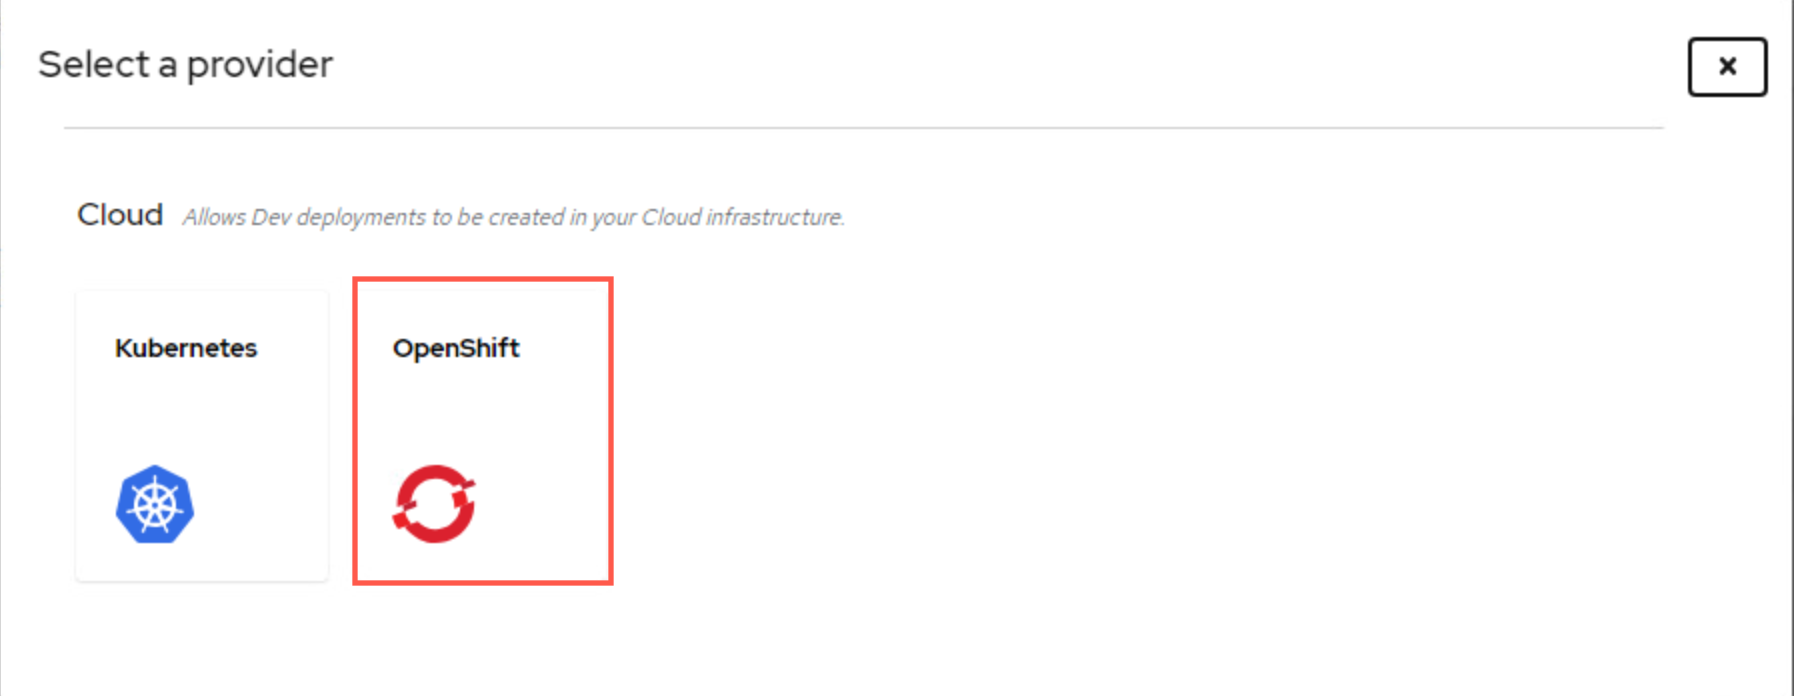 Select a provider
Cloud Allows Dev deployments to be created in your Cloud infrastructure.
Kubernetes
OpenShift